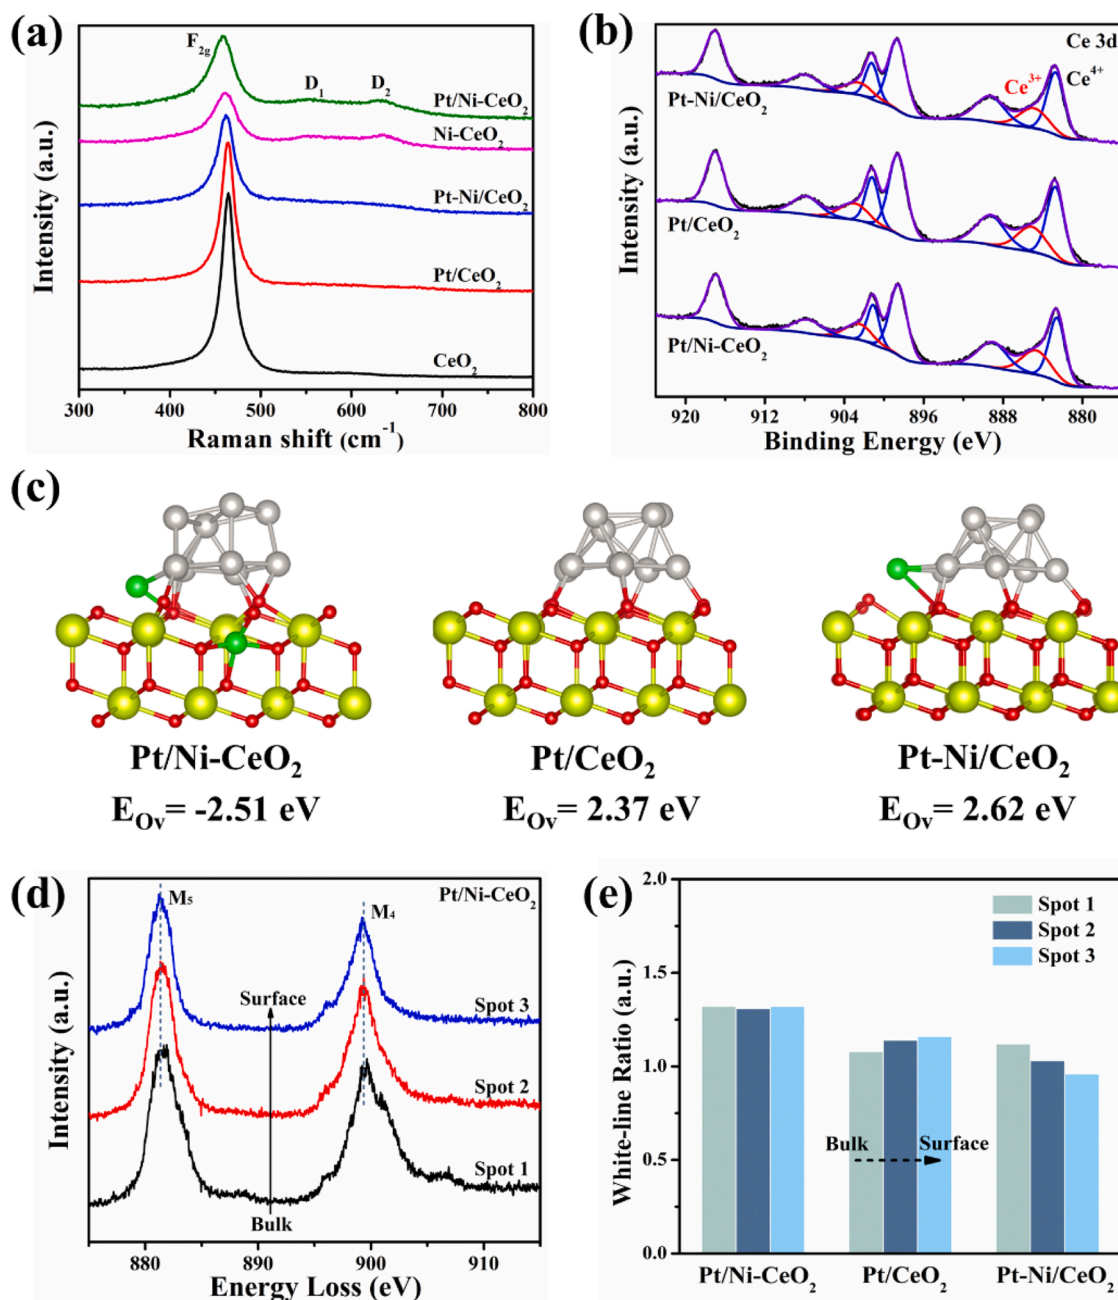 (a)
F2g
D1
D2
Pt/Ni-CeO2
Ni-CeO2
Pt-Ni/CeO2
Pt/CeO2
CeO2
Intensity (a.u.)
300 400 500 600 700 800
Raman shift (cm-1)
(b)
Ce 3d
Ce3+
Ce4+
Pt-Ni/CeO2
Pt/CeO2
Pt/Ni-CeO2
Intensity (a.u.)
920 912 904 896 888 880
Binding Energy (eV)
(c)
Pt/Ni-CeO2
EOv= -2.51 eV
Pt/CeO2
EOv= 2.37 eV
Pt-Ni/CeO2
EOv= 2.62 eV
(d)
M5
M4
Pt/Ni-CeO2
Surface
Spot 3
Spot 2
Spot 1
Bulk
Intensity (a.u.)
880 890 900 910
Energy Loss (eV)
(e)
2.0
1.5
1.0
0.5
0.0
Spot 1
Spot 2
Spot 3
Bulk
Surface
White-line Ratio (a.u.)
Pt/Ni-CeO2 Pt/CeO2 Pt-Ni/CeO2